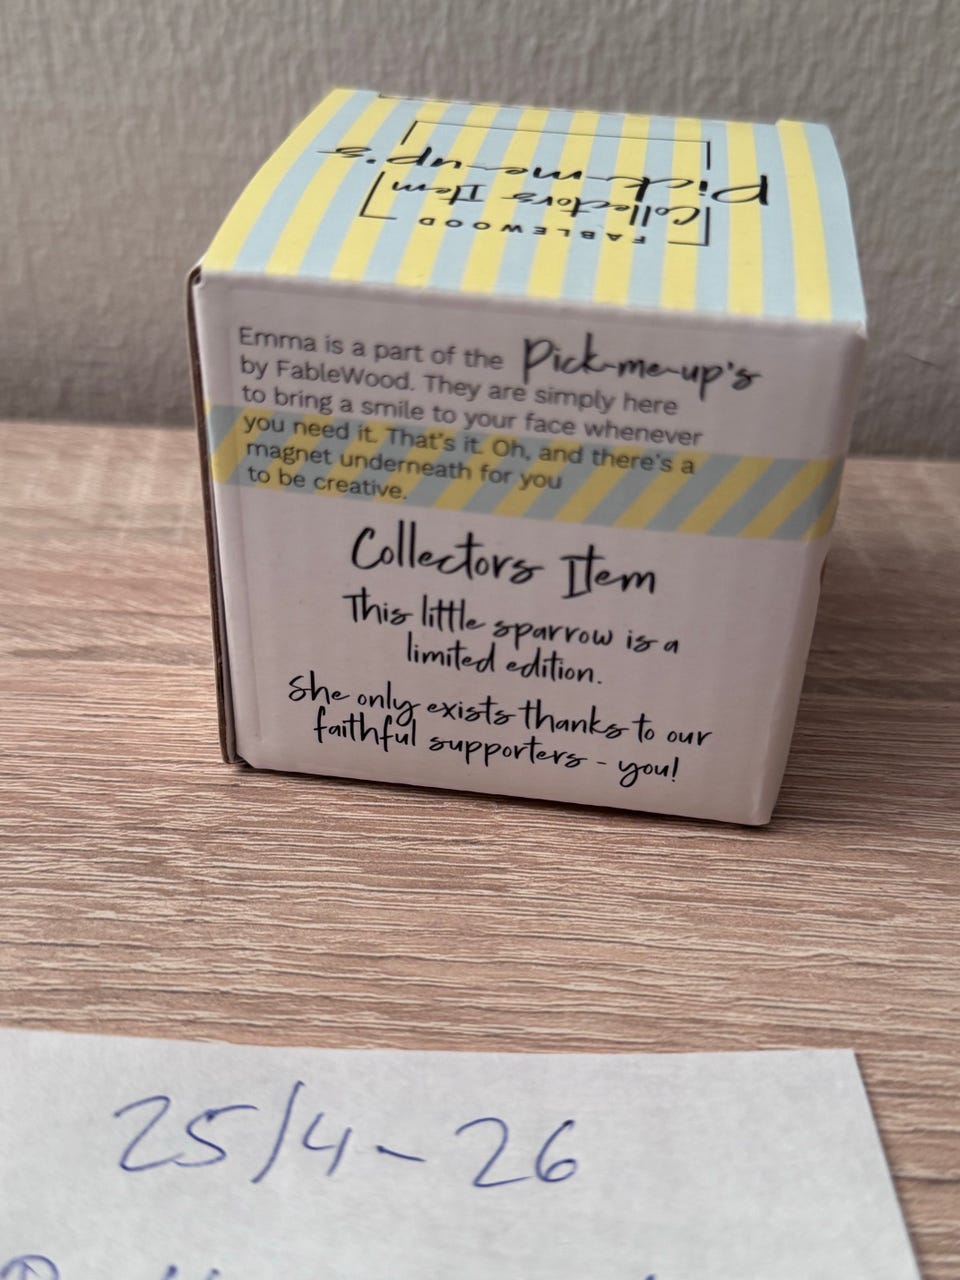 FABLEWOOD
Collectors Item
Pick-me-up's
Emma is a part of the Pick-me-up's
by FableWood. They are simply here
to bring a smile to your face whenever
you need it. That's it. Oh, and there's a
magnet underneath for you
to be creative.
Collectors Item
This little sparrow is a
limited edition.
She only exists thanks to our
faithful supporters - you!
25/4-26